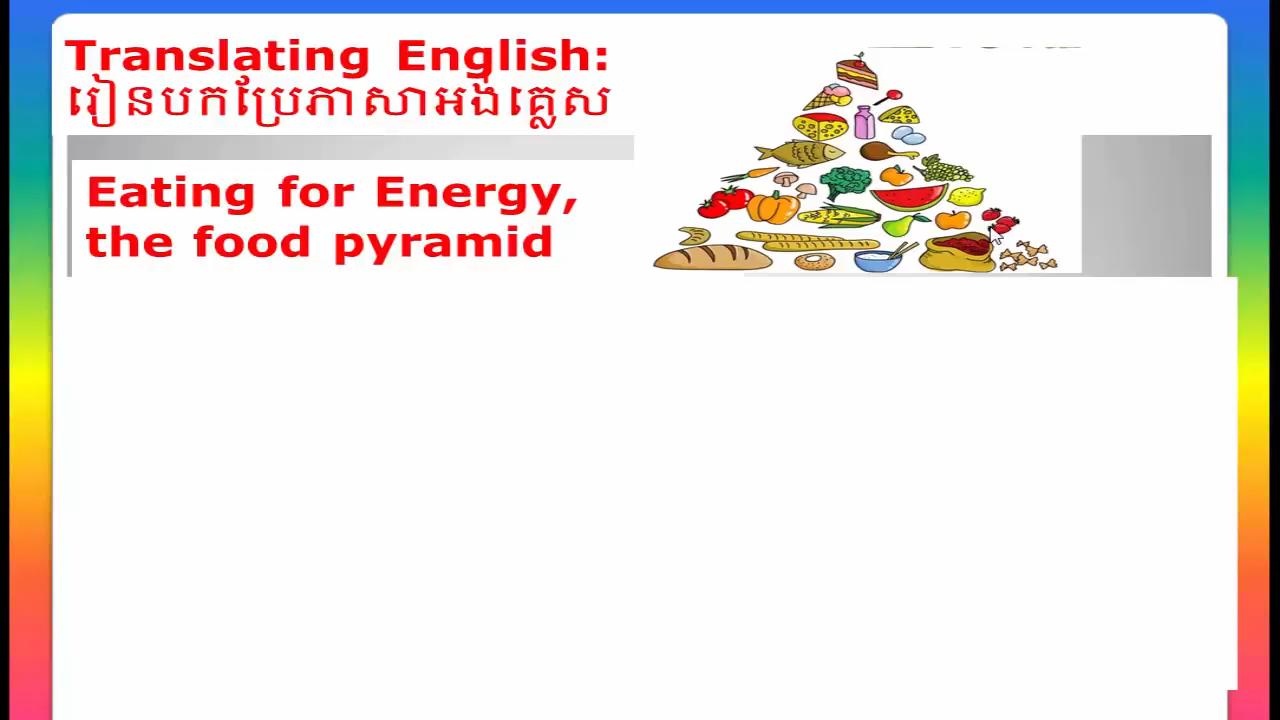 Translating English:
រៀនបកប្រែភាសាអង់គ្លេស
Eating for Energy,
the food pyramid